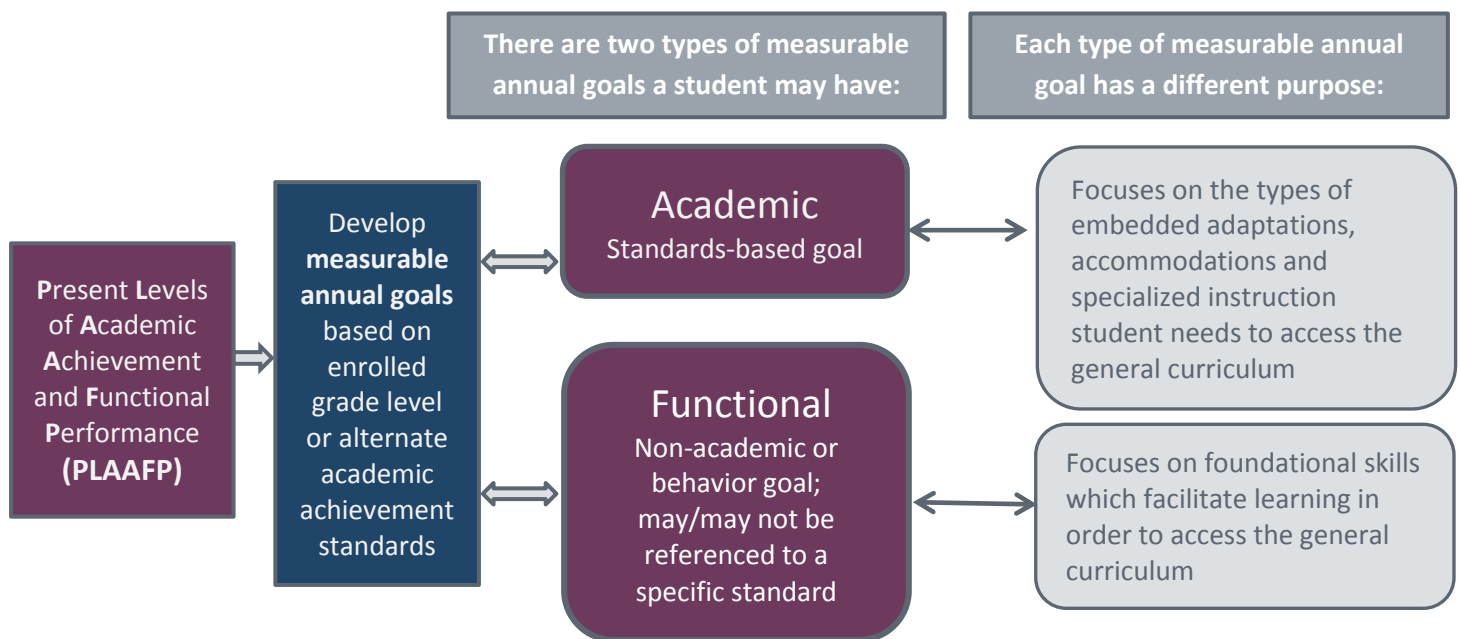 There are two types of measurable
annual goals a student may have:
Each type of measurable annual
goal has a different purpose:
Present Levels
of Academic
Achievement
and Functional
Performance
(PLAAFP)
Develop
measurable
annual goals
based on
enrolled
grade level
or alternate
academic
achievement
standards
Academic
Standards-based goal
Focuses on the types of
embedded adaptations,
accommodations and
specialized instruction
student needs to access the
general curriculum
Functional
Non-academic or
behavior goal;
may/may not be
referenced to a
specific standard
Focuses on foundational skills
which facilitate learning in
order to access the general
curriculum